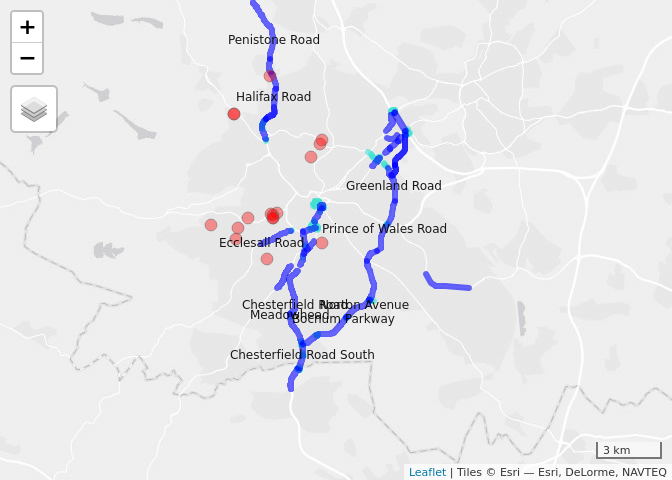 +
−
Penistone Road
Halifax Road
Greenland Road
Prince of Wales Road
Ecclesall Road
Chesterfield Road
Norton Avenue
Meadowhead
Bochum Parkway
Chesterfield Road South
3 km
Leaflet | Tiles © Esri — Esri, DeLorme, NAVTEQ